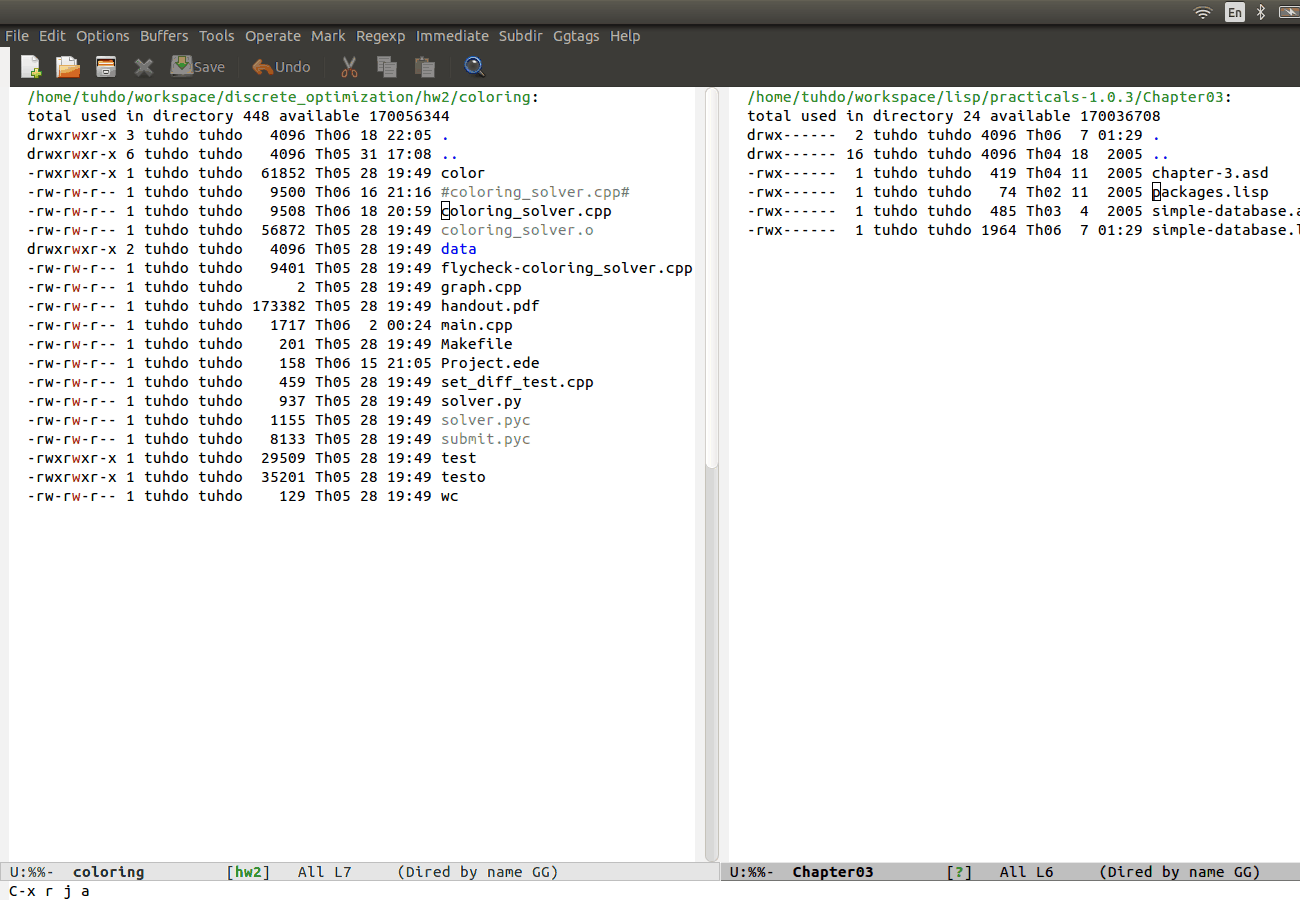 En
File Edit Options Buffers Tools Operate Mark Regexp Immediate Subdir Ggtags Help
Save Undo
/home/tuhdo/workspace/discrete_optimization/hw2/coloring:
total used in directory 448 available 170056344
drwxrwxr-x 3 tuhdo tuhdo   4096 Th06 18 22:05 .
drwxrwxr-x 6 tuhdo tuhdo   4096 Th05 31 17:08 ..
-rwxrwxr-x 1 tuhdo tuhdo  61852 Th05 28 19:49 color
-rw-rw-r-- 1 tuhdo tuhdo   9500 Th06 16 21:16 #coloring_solver.cpp#
-rw-rw-r-- 1 tuhdo tuhdo   9508 Th06 18 20:59 coloring_solver.cpp
-rw-rw-r-- 1 tuhdo tuhdo  56872 Th05 28 19:49 coloring_solver.o
drwxrwxr-x 2 tuhdo tuhdo   4096 Th05 28 19:49 data
-rw-rw-r-- 1 tuhdo tuhdo   9401 Th05 28 19:49 flycheck-coloring_solver.cpp
-rw-rw-r-- 1 tuhdo tuhdo      2 Th05 28 19:49 graph.cpp
-rw-rw-r-- 1 tuhdo tuhdo 173382 Th05 28 19:49 handout.pdf
-rw-rw-r-- 1 tuhdo tuhdo   1717 Th06  2 00:24 main.cpp
-rw-rw-r-- 1 tuhdo tuhdo    201 Th05 28 19:49 Makefile
-rw-rw-r-- 1 tuhdo tuhdo    158 Th06 15 21:05 Project.ede
-rw-rw-r-- 1 tuhdo tuhdo    459 Th05 28 19:49 set_diff_test.cpp
-rw-rw-r-- 1 tuhdo tuhdo    937 Th05 28 19:49 solver.py
-rw-rw-r-- 1 tuhdo tuhdo   1155 Th05 28 19:49 solver.pyc
-rw-rw-r-- 1 tuhdo tuhdo   8133 Th05 28 19:49 submit.pyc
-rwxrwxr-x 1 tuhdo tuhdo  29509 Th05 28 19:49 test
-rwxrwxr-x 1 tuhdo tuhdo  35201 Th05 28 19:49 testo
-rw-rw-r-- 1 tuhdo tuhdo    129 Th05 28 19:49 wc
U:%%-  coloring         [hw2]   All L7     (Dired by name GG)
/home/tuhdo/workspace/lisp/practicals-1.0.3/Chapter03:
total used in directory 24 available 170036708
drwx------  2 tuhdo tuhdo 4096 Th06  7 01:29 .
drwx------ 16 tuhdo tuhdo 4096 Th04 18  2005 ..
-rwx------  1 tuhdo tuhdo  419 Th04 11  2005 chapter-3.asd
-rwx------  1 tuhdo tuhdo   74 Th02 11  2005 packages.lisp
-rwx------  1 tuhdo tuhdo  485 Th03  4  2005 simple-database.a
-rwx------  1 tuhdo tuhdo 1964 Th06  7 01:29 simple-database.l
U:%%-  Chapter03        [?]   All L6     (Dired by name GG)
C-x r j a